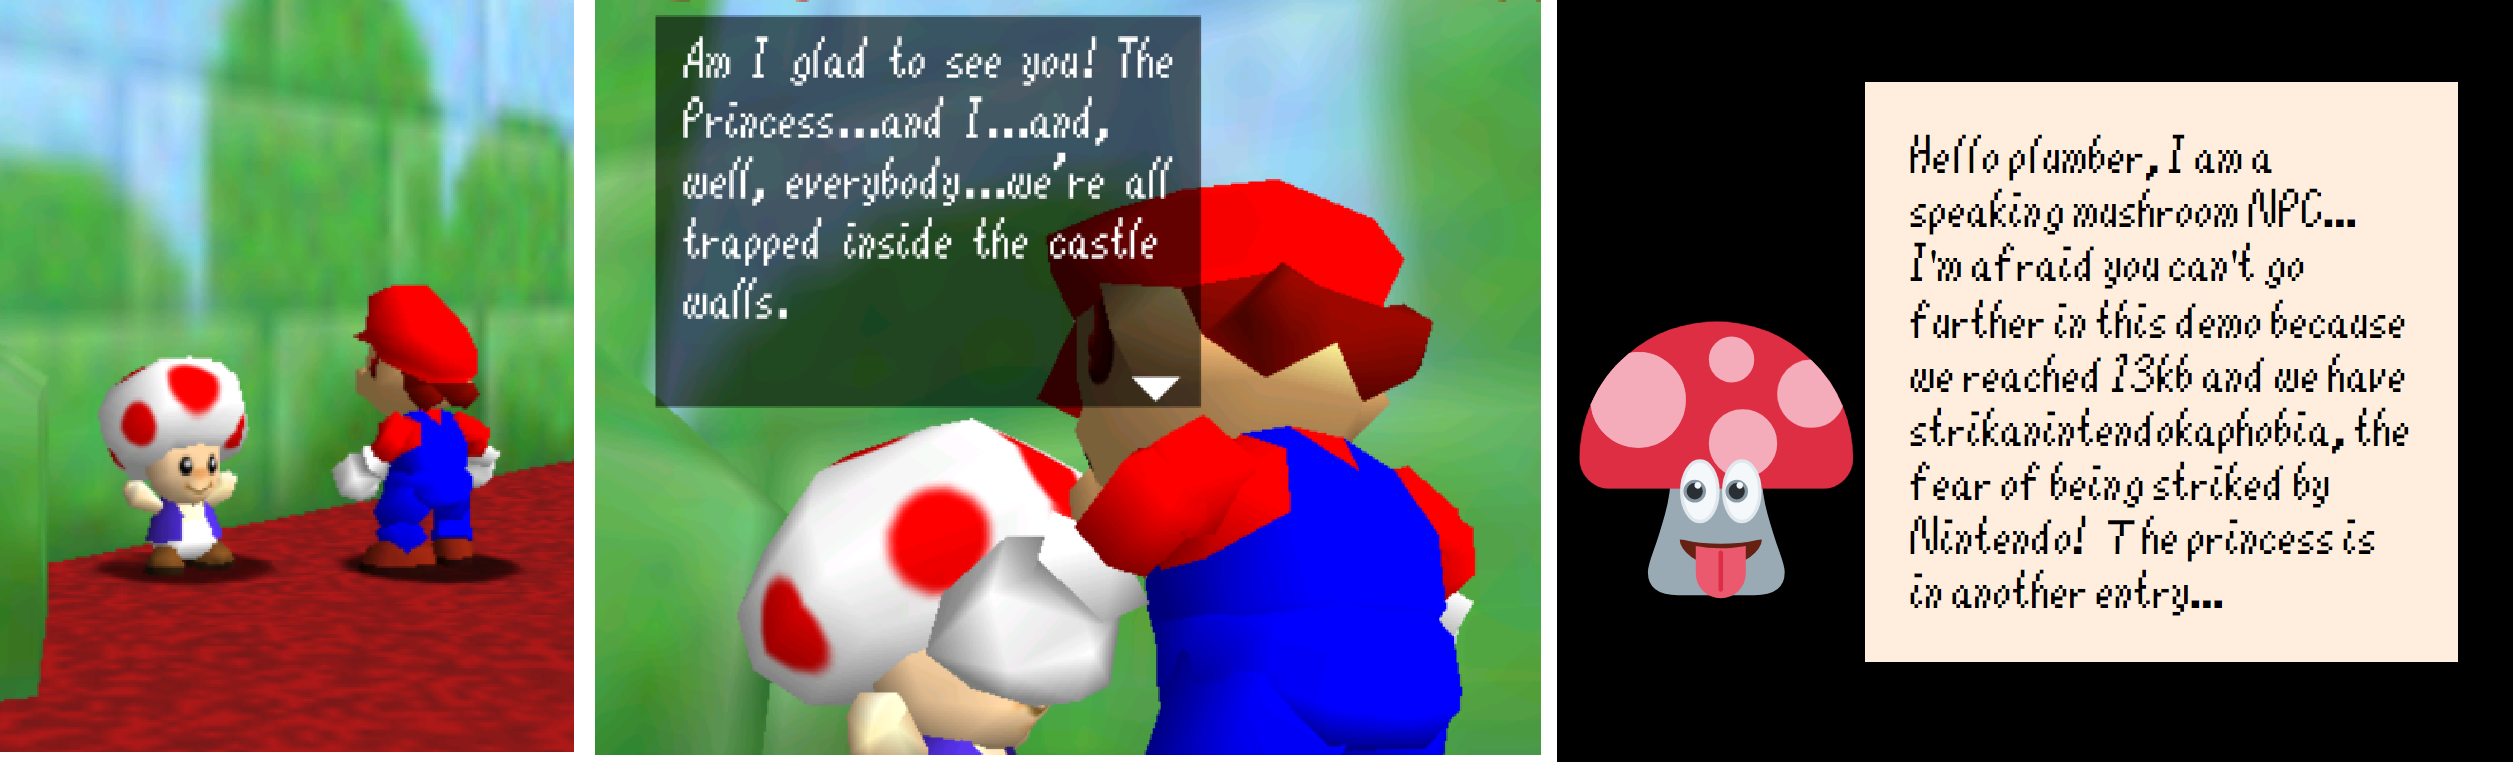 Am I glad to see you! The
Princess...and I...and,
well, everybody...we're all
trapped inside the castle
walls.
Hello plumber, I am a
speaking mushroom NPC...
I'm afraid you can't go
further in this demo because
we reached 13kb and we have
strikanintendokaphobia, the
fear of being striked by
Nintendo! The princess is
in another entry...